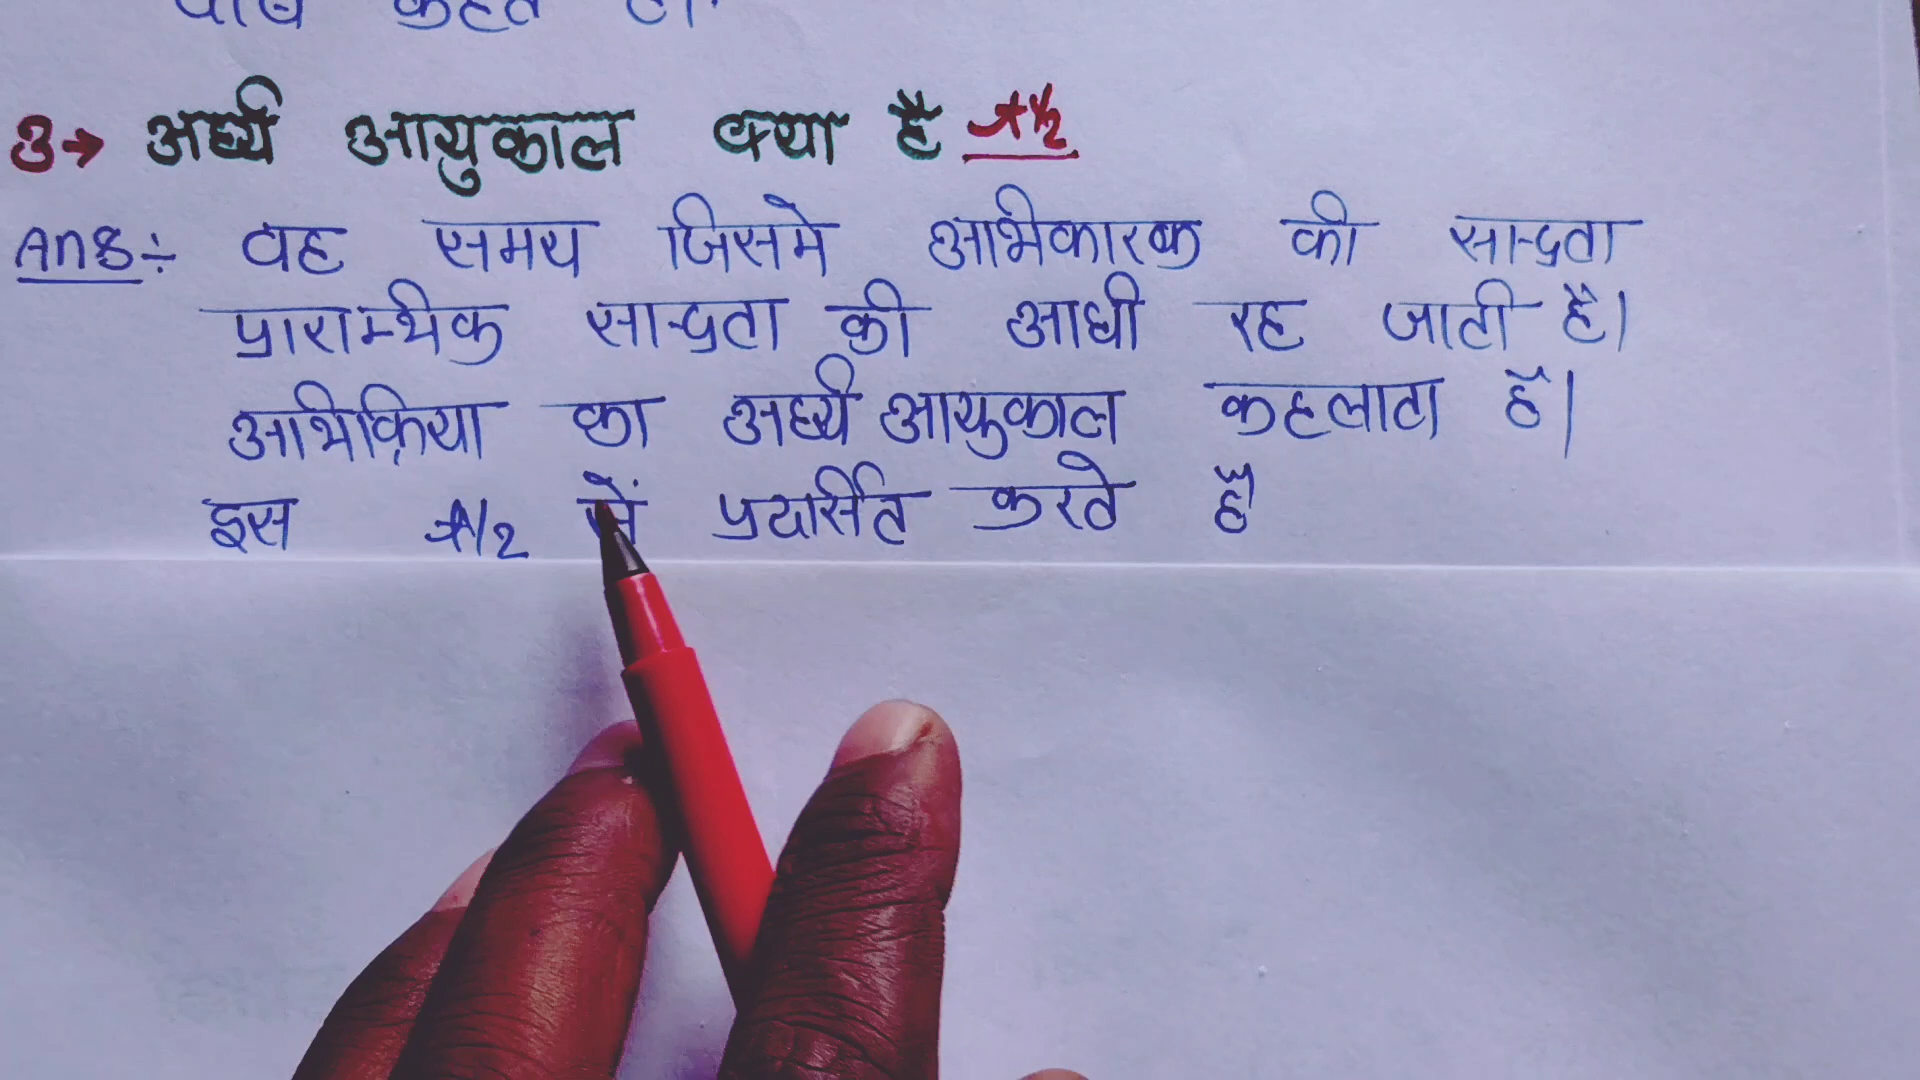 कहते है।
3→ अर्ध्य आयुकाल क्या है t½
Ans÷ वह समय जिसमे अभिकारक की सान्द्रता
प्रारम्भिक सान्द्रता की आधी रह जाती है।
अभिक्रिया का अर्ध्य आयुकाल कहलाता है।
इस t1/2 में प्रदर्सित करते है